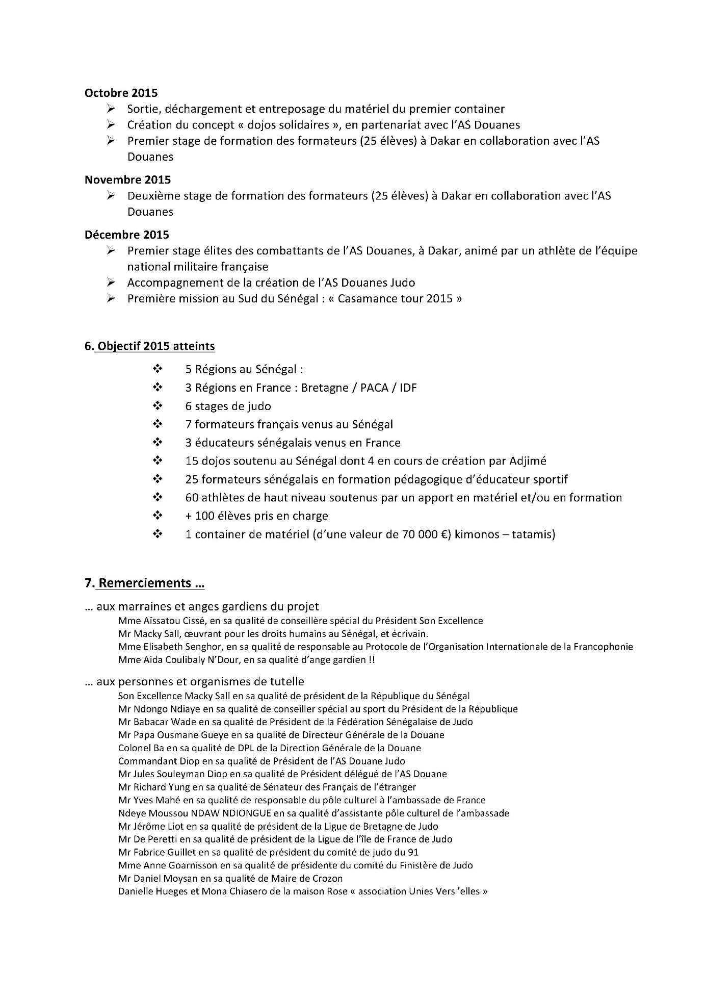 Octobre 2015
➢ Sortie, déchargement et entreposage du matériel du premier container
➢ Création du concept « dojos solidaires », en partenariat avec l’AS Douanes
➢ Premier stage de formation des formateurs (25 élèves) à Dakar en collaboration avec l’AS
Douanes
Novembre 2015
➢ Deuxième stage de formation des formateurs (25 élèves) à Dakar en collaboration avec l’AS
Douanes
Décembre 2015
➢ Premier stage élites des combattants de l’AS Douanes, à Dakar, animé par un athlète de l’équipe
national militaire française
➢ Accompagnement de la création de l’AS Douanes Judo
➢ Première mission au Sud du Sénégal : « Casamance tour 2015 »
6. Objectif 2015 atteints
❖ 5 Régions au Sénégal :
❖ 3 Régions en France : Bretagne / PACA / IDF
❖ 6 stages de judo
❖ 7 formateurs français venus au Sénégal
❖ 3 éducateurs sénégalais venus en France
❖ 15 dojos soutenu au Sénégal dont 4 en cours de création par Adjimé
❖ 25 formateurs sénégalais en formation pédagogique d’éducateur sportif
❖ 60 athlètes de haut niveau soutenus par un apport en matériel et/ou en formation
❖ + 100 élèves pris en charge
❖ 1 container de matériel (d’une valeur de 70 000 €) kimonos – tatamis)
7. Remerciements …
… aux marraines et anges gardiens du projet
Mme Aïssatou Cissé, en sa qualité de conseillère spécial du Président Son Excellence
Mr Macky Sall, œuvrant pour les droits humains au Sénégal, et écrivain.
Mme Elisabeth Senghor, en sa qualité de responsable au Protocole de l’Organisation Internationale de la Francophonie
Mme Aida Coulibaly N’Dour, en sa qualité d’ange gardien !!
… aux personnes et organismes de tutelle
Son Excellence Macky Sall en sa qualité de président de la République du Sénégal
Mr Ndongo Ndiaye en sa qualité de conseiller spécial au sport du Président de la République
Mr Babacar Wade en sa qualité de Président de la Fédération Sénégalaise de Judo
Mr Papa Ousmane Gueye en sa qualité de Directeur Générale de la Douane
Colonel Ba en sa qualité de DPL de la Direction Générale de la Douane
Commandant Diop en sa qualité de Président de l’AS Douane Judo
Mr Jules Souleyman Diop en sa qualité de Président délégué de l’AS Douane
Mr Richard Yung en sa qualité de Sénateur des Français de l’étranger
Mr Yves Mahé en sa qualité de responsable du pôle culturel à l’ambassade de France
Ndeye Moussou NDAW NDIONGUE en sa qualité d’assistante pôle culturel de l’ambassade
Mr Jérôme Liot en sa qualité de président de la Ligue de Bretagne de Judo
Mr De Peretti en sa qualité de président de la Ligue de l’île de France de Judo
Mr Fabrice Guillet en sa qualité de président du comité de judo du 91
Mme Anne Goarnisson en sa qualité de présidente du comité du Finistère de Judo
Mr Daniel Moysan en sa qualité de Maire de Crozon
Danielle Hueges et Mona Chiasero de la maison Rose « association Unies Vers ’elles »